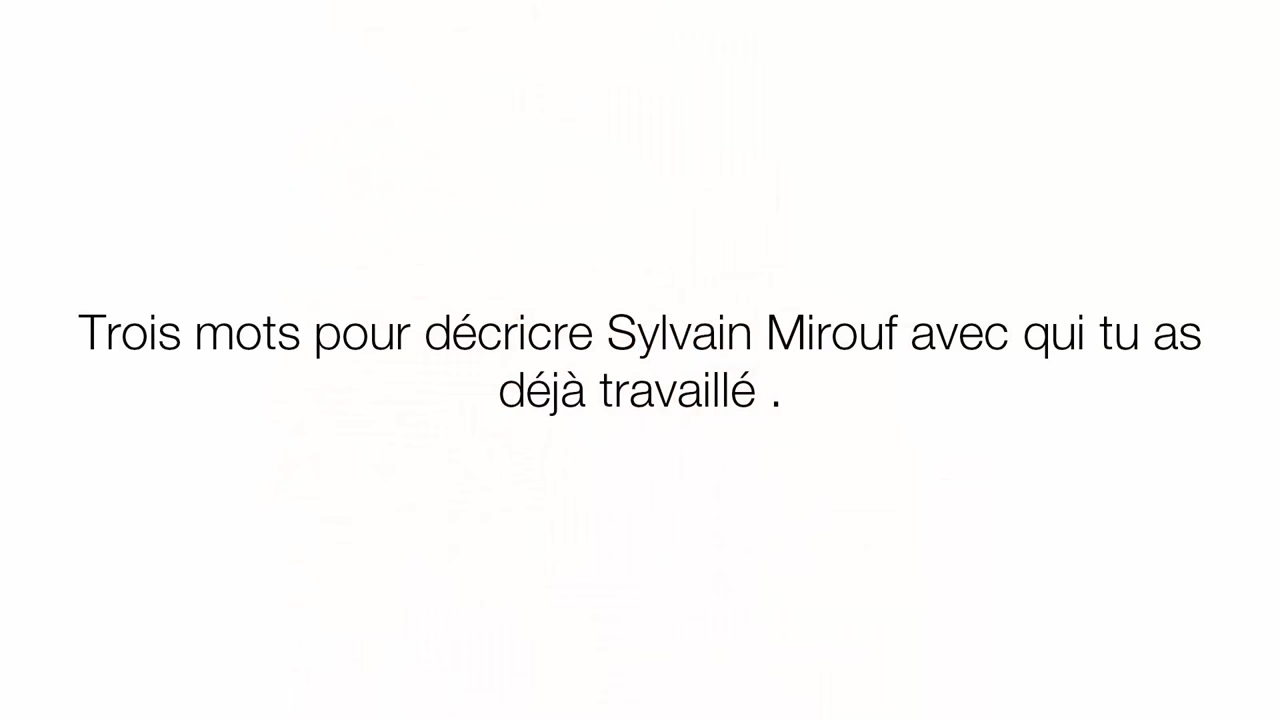 Trois mots pour décricre Sylvain Mirouf avec qui tu as
déjà travaillé .